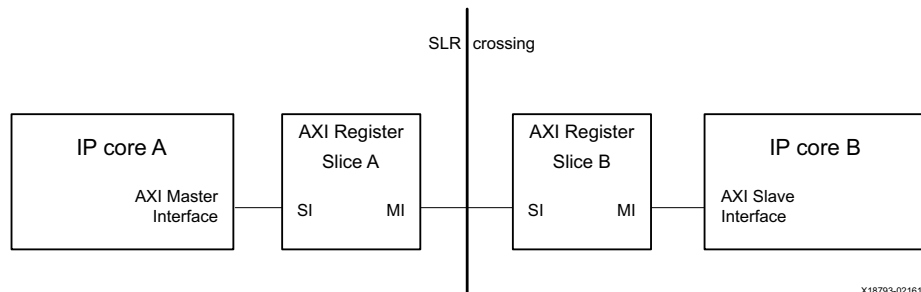 SLR crossing
IP core A
AXI Register
Slice A
AXI Register
Slice B
IP core B
AXI Master
Interface
SI MI
SI MI
AXI Slave
Interface
X18793-02161